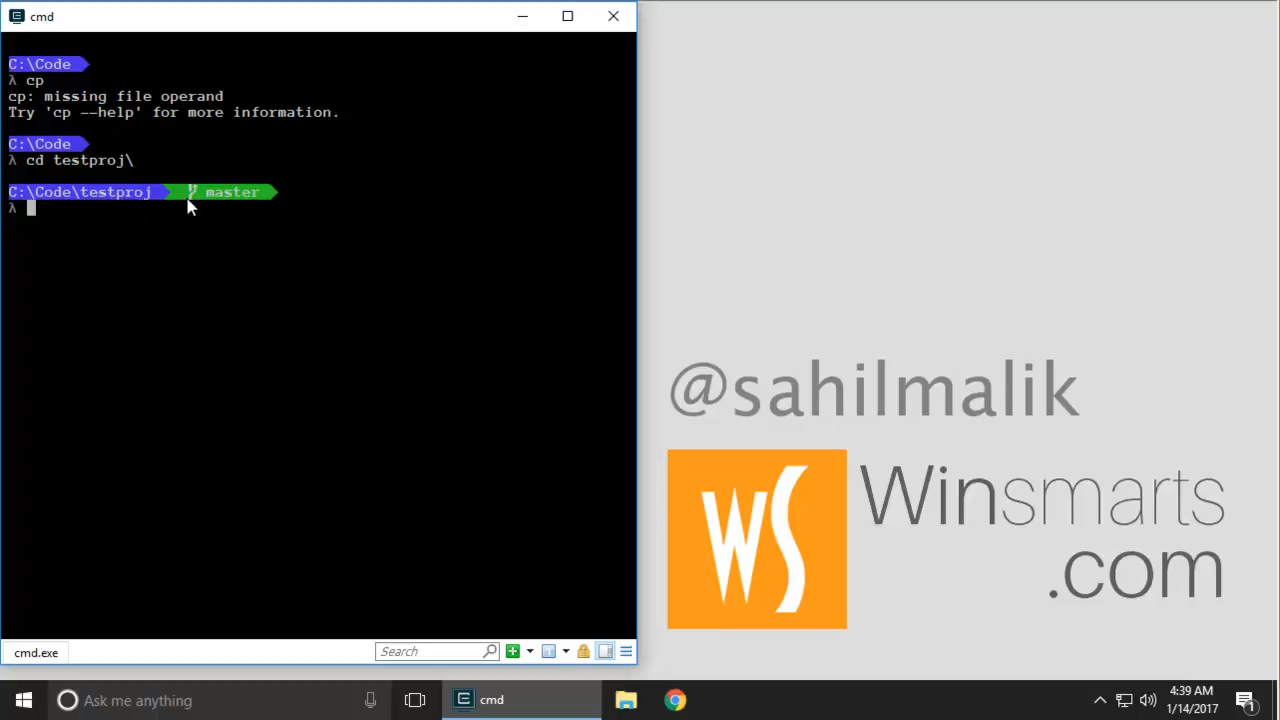 cmd
C:\Code
λ cp
cp: missing file operand
Try 'cp --help' for more information.
C:\Code
λ cd testproj\
C:\Code\testproj master
λ
@sahilmalik
WS
Winsmarts
.com
cmd.exe
Search
Ask me anything
cmd
4:39 AM
1/14/2017
1